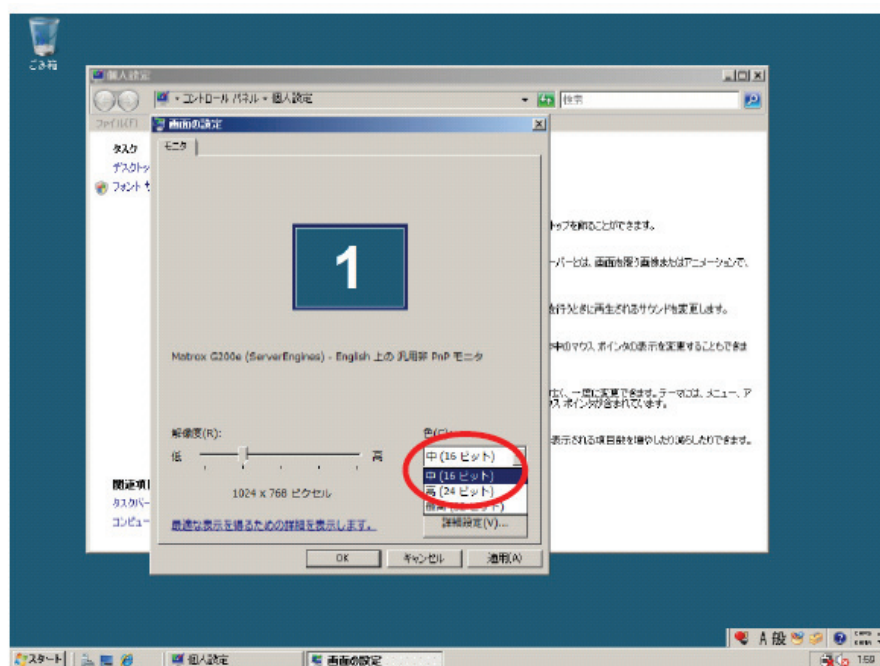 ごみ箱
個人設定
コントロール パネル
個人設定
検索
ファイル(F)
画面の設定
モニタ
タスク
デスクトッ
フォント サ
1
トップを飾ることができます。
ーバーとは、画面を覆う画像またはアニメーションで、
を行うときに再生されるサウンドを変更します。
中のマウス ポインタの表示を変更することもできま
一度に変更できます。テーマには、メニュー、ア
ウス ポインタが含まれています。
表示される項目数を増やしたり減らしたりできます。
Matrox G200e (ServerEngines) - English 上の 汎用非 PnP モニタ
解像度(R):
低
高
1024 x 768 ピクセル
色(C):
中 (16 ビット)
中 (16 ビット)
高 (24 ビット)
最高 (32 ビット)
最適な表示を得るための詳細を表示します。
詳細設定(V)...
関連項
タスクバー
コンピュー
OK
キャンセル
適用(A)
A 般
スタート
個人設定
画面の設定